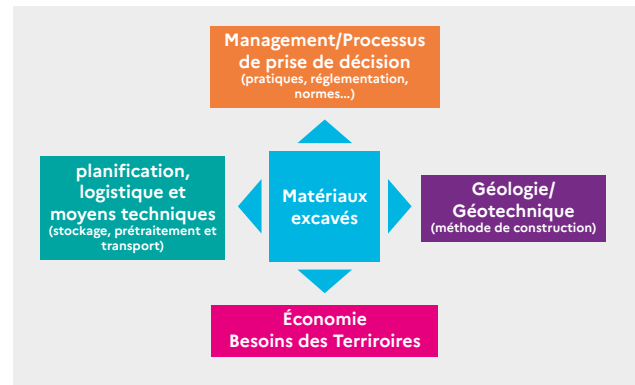 Management/Processus
de prise de décision
(pratiques, réglementation,
normes...)
planification,
logistique et
moyens techniques
(stockage, prétraitement et
transport)
Matériaux
excavés
Géologie/
Géotechnique
(méthode de construction)
Économie
Besoins des Terriroires